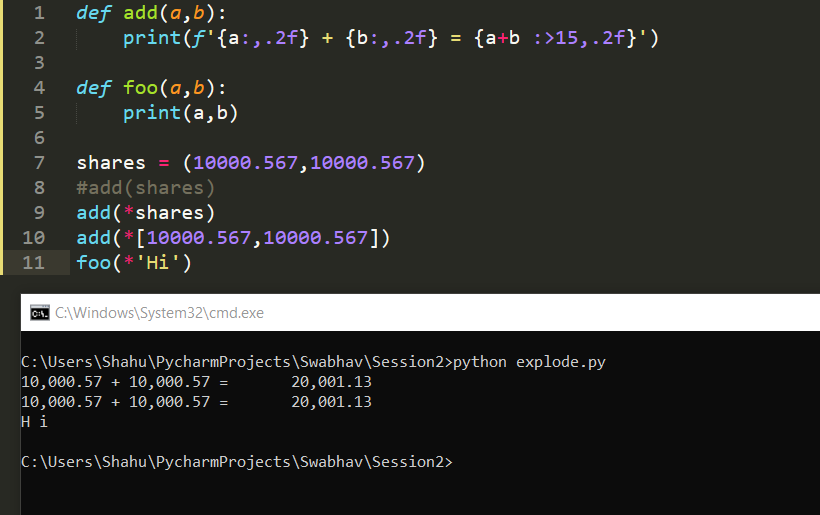 1 def add(a,b):
2     print(f'{a:,.2f} + {b:,.2f} = {a+b :>15,.2f}')
3
4 def foo(a,b):
5     print(a,b)
6
7 shares = (10000.567,10000.567)
8 #add(shares)
9 add(*shares)
10 add(*[10000.567,10000.567])
11 foo(*'Hi')
C:\Windows\System32\cmd.exe
C:\Users\Shahu\PycharmProjects\Swabhav\Session2>python explode.py
10,000.57 + 10,000.57 =       20,001.13
10,000.57 + 10,000.57 =       20,001.13
H i
C:\Users\Shahu\PycharmProjects\Swabhav\Session2>